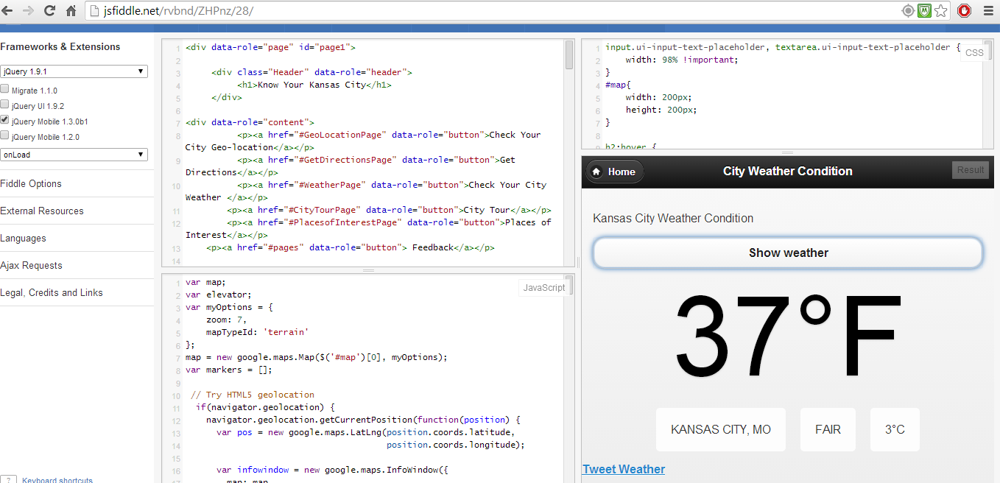 jsfiddle.net/rvbnd/ZHPnz/28/
Frameworks & Extensions
jQuery 1.9.1
Migrate 1.1.0
jQuery UI 1.9.2
jQuery Mobile 1.3.0b1
jQuery Mobile 1.2.0
onLoad
Fiddle Options
External Resources
Languages
Ajax Requests
Legal, Credits and Links
? Keyboard shortcuts
1 <div data-role="page" id="page1">
2
3 <div class="Header" data-role="header">
4 <h1>Know Your Kansas City</h1>
5 </div>
6
7 <div data-role="content">
8 <p><a href="#GeoLocationPage" data-role="button">Check Your
City Geo-location</a></p>
9 <p><a href="#GetDirectionsPage" data-role="button">Get
Directions</a></p>
10 <p><a href="#WeatherPage" data-role="button">Check Your City
Weather </a></p>
11 <p><a href="#CityTourPage" data-role="button">City Tour</a></p>
12 <p><a href="#PlacesofInterestPage" data-role="button">Places of
Interest</a></p>
13 <p><a href="#pages" data-role="button"> Feedback</a></p>
14
JavaScript
1 var map;
2 var elevator;
3 var myOptions = {
4 zoom: 7,
5 mapTypeId: 'terrain'
6 };
7 map = new google.maps.Map($('#map')[0], myOptions);
8 var markers = [];
9
10 // Try HTML5 geolocation
11 if(navigator.geolocation) {
12 navigator.geolocation.getCurrentPosition(function(position) {
13 var pos = new google.maps.LatLng(position.coords.latitude,
14 position.coords.longitude);
15
16 var infowindow = new google.maps.InfoWindow({
17 map: map,
CSS
1 input.ui-input-text-placeholder, textarea.ui-input-text-placeholder {
2 width: 98% !important;
3 }
4 #map{
5 width: 200px;
6 height: 200px;
7 }
8
9 h2:hover {
Home
City Weather Condition
Result
Kansas City Weather Condition
Show weather
37°F
KANSAS CITY, MO
FAIR
3°C
Tweet Weather